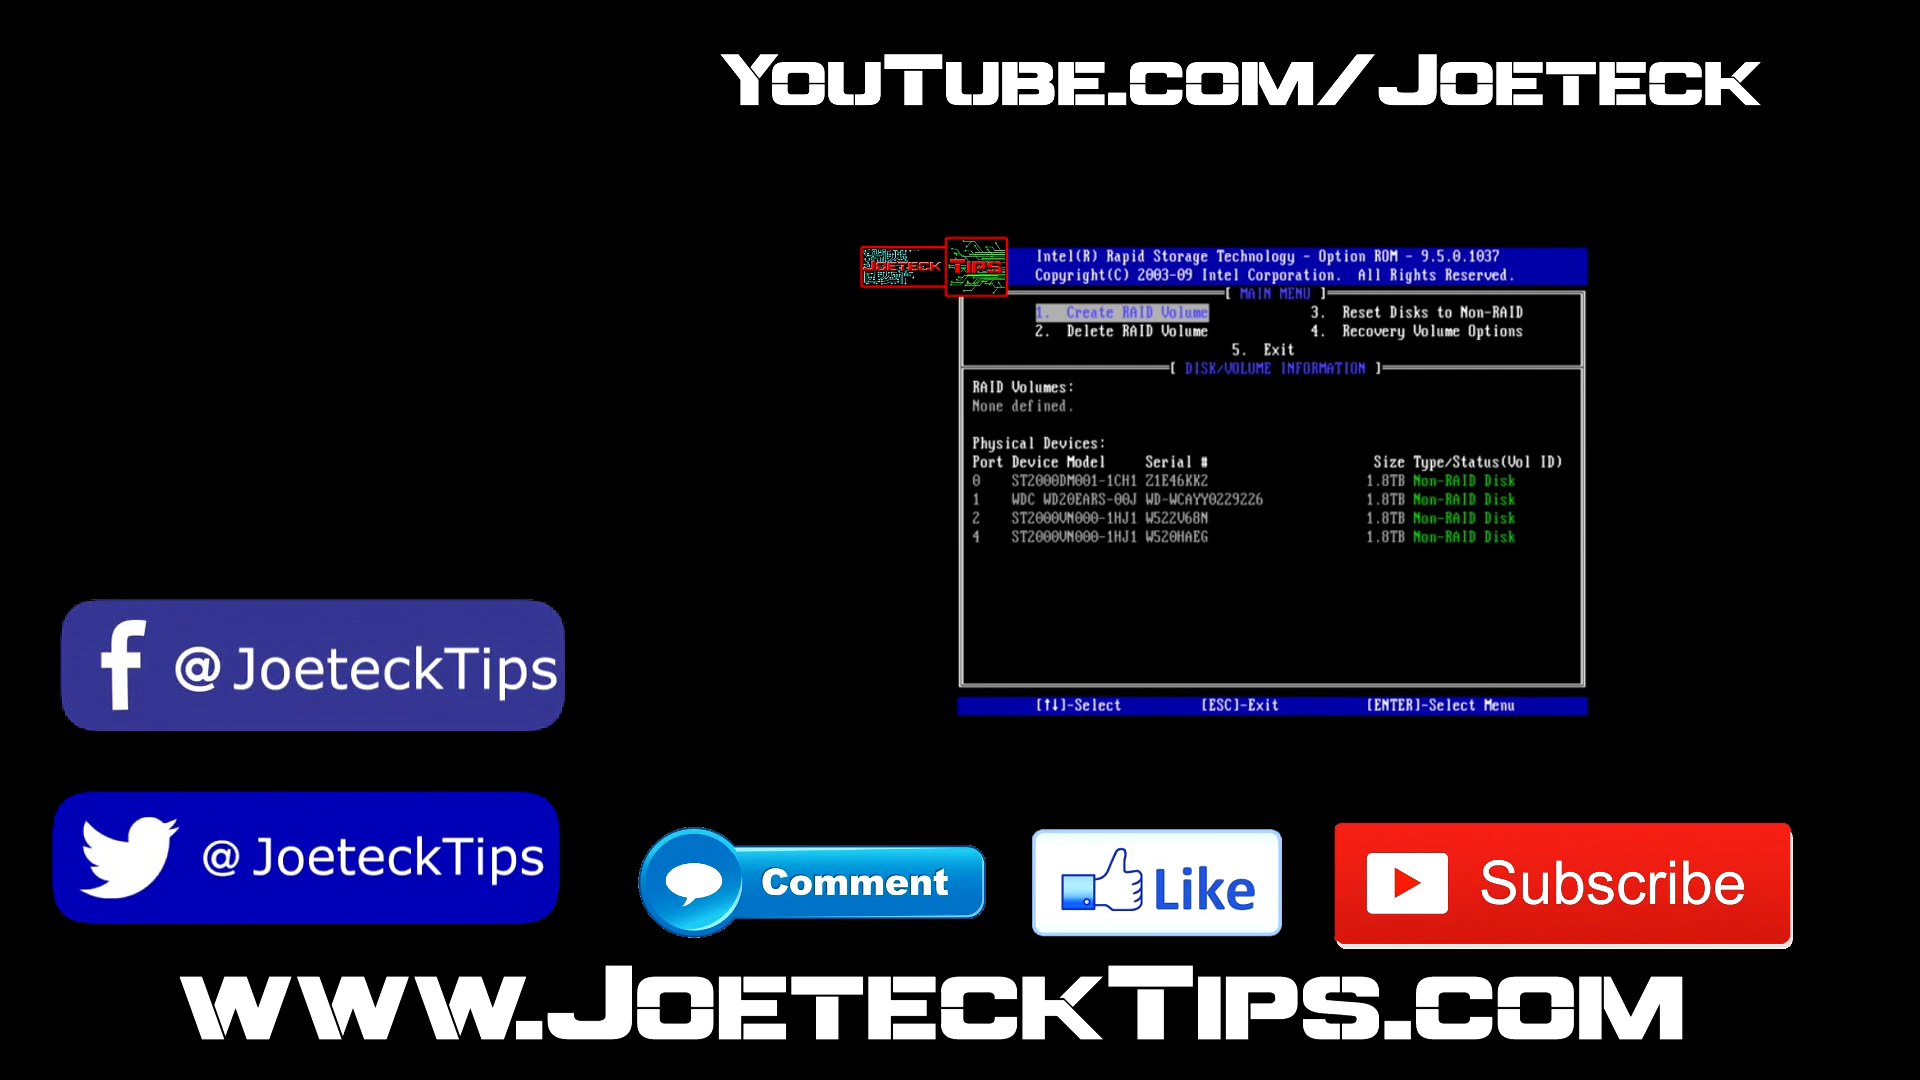 YouTube.com/Joeteck
JOETECK TIPS
Intel(R) Rapid Storage Technology - Option ROM - 9.5.0.1037
Copyright(C) 2003-09 Intel Corporation. All Rights Reserved.
[ MAIN MENU ]
1. Create RAID Volume 3. Reset Disks to Non-RAID
2. Delete RAID Volume 4. Recovery Volume Options
5. Exit
[ DISK/VOLUME INFORMATION ]
RAID Volumes:
None defined.
Physical Devices:
Port Device Model Serial # Size Type/Status(Vol ID)
0 ST2000DM001-1CH1 Z1E46KKZ 1.8TB Non-RAID Disk
1 WDC WD20EARS-00J WD-WCAYY0229226 1.8TB Non-RAID Disk
2 ST2000VN000-1HJ1 W522V68N 1.8TB Non-RAID Disk
4 ST2000VN000-1HJ1 W520HAEG 1.8TB Non-RAID Disk
[↑↓]-Select [ESC]-Exit [ENTER]-Select Menu
@JoeteckTips
@JoeteckTips
Comment
Like
Subscribe
www.JoeteckTips.com